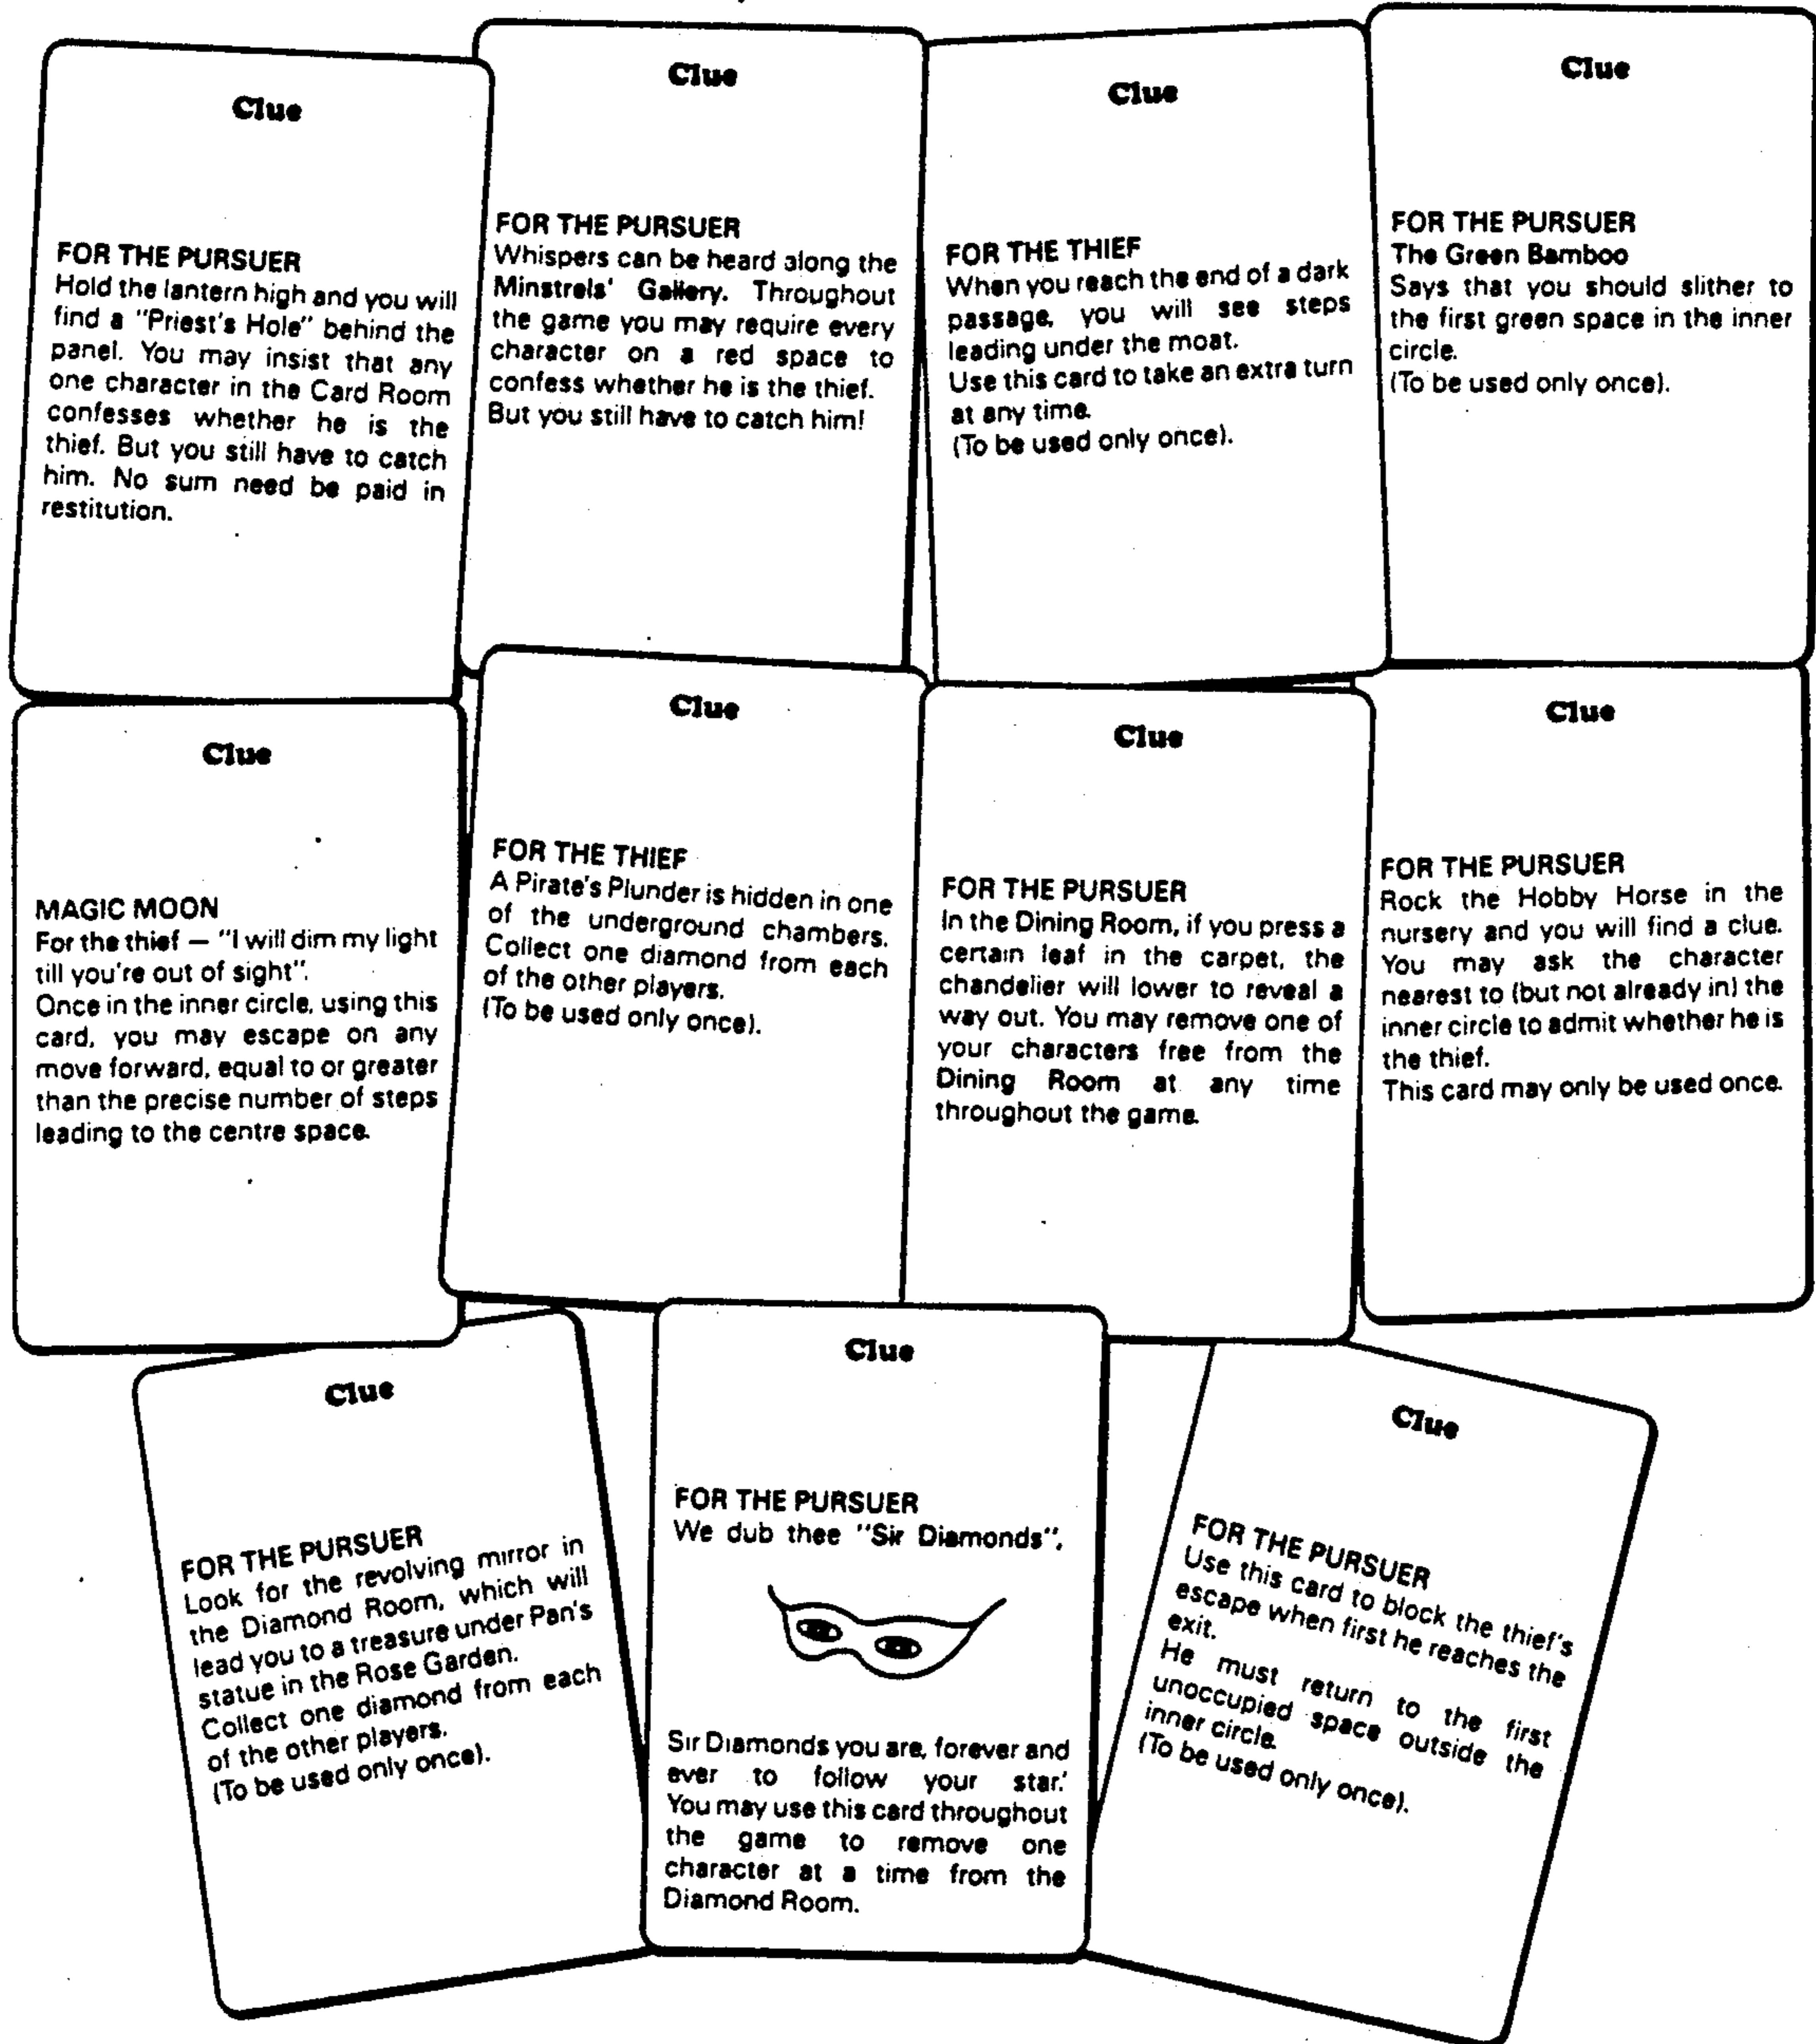 Clue
FOR THE PURSUER
Hold the lantern high and you will
find a "Priest's Hole" behind the
panel. You may insist that any
one character in the Card Room
confesses whether he is the
thief. But you still have to catch
him. No sum need be paid in
restitution.
Clue
FOR THE PURSUER
Whispers can be heard along the
Minstrels' Gallery. Throughout
the game you may require every
character on a red space to
confess whether he is the thief.
But you still have to catch him!
Clue
FOR THE THIEF
When you reach the end of a dark
passage, you will see steps
leading under the moat.
Use this card to take an extra turn
at any time.
(To be used only once).
Clue
FOR THE PURSUER
The Green Bamboo
Says that you should slither to
the first green space in the inner
circle.
(To be used only once).
Clue
MAGIC MOON
For the thief — "I will dim my light
till you're out of sight".
Once in the inner circle, using this
card, you may escape on any
move forward, equal to or greater
than the precise number of steps
leading to the centre space.
Clue
FOR THE THIEF
A Pirate's Plunder is hidden in one
of the underground chambers.
Collect one diamond from each
of the other players.
(To be used only once).
Clue
FOR THE PURSUER
In the Dining Room, if you press a
certain leaf in the carpet, the
chandelier will lower to reveal a
way out. You may remove one of
your characters free from the
Dining Room at any time
throughout the game.
Clue
FOR THE PURSUER
Rock the Hobby Horse in the
nursery and you will find a clue.
You may ask the character
nearest to (but not already in) the
inner circle to admit whether he is
the thief.
This card may only be used once.
Clue
FOR THE PURSUER
Look for the revolving mirror in
the Diamond Room, which will
lead you to a treasure under Pan's
statue in the Rose Garden.
Collect one diamond from each
of the other players.
(To be used only once).
Clue
FOR THE PURSUER
We dub thee "Sir Diamonds",
Sir Diamonds you are, forever and
ever to follow your star.'
You may use this card throughout
the game to remove one
character at a time from the
Diamond Room.
Clue
FOR THE PURSUER
Use this card to block the thief's
escape when first he reaches the
exit.
He must return to the first
unoccupied space outside the
inner circle.
(To be used only once).